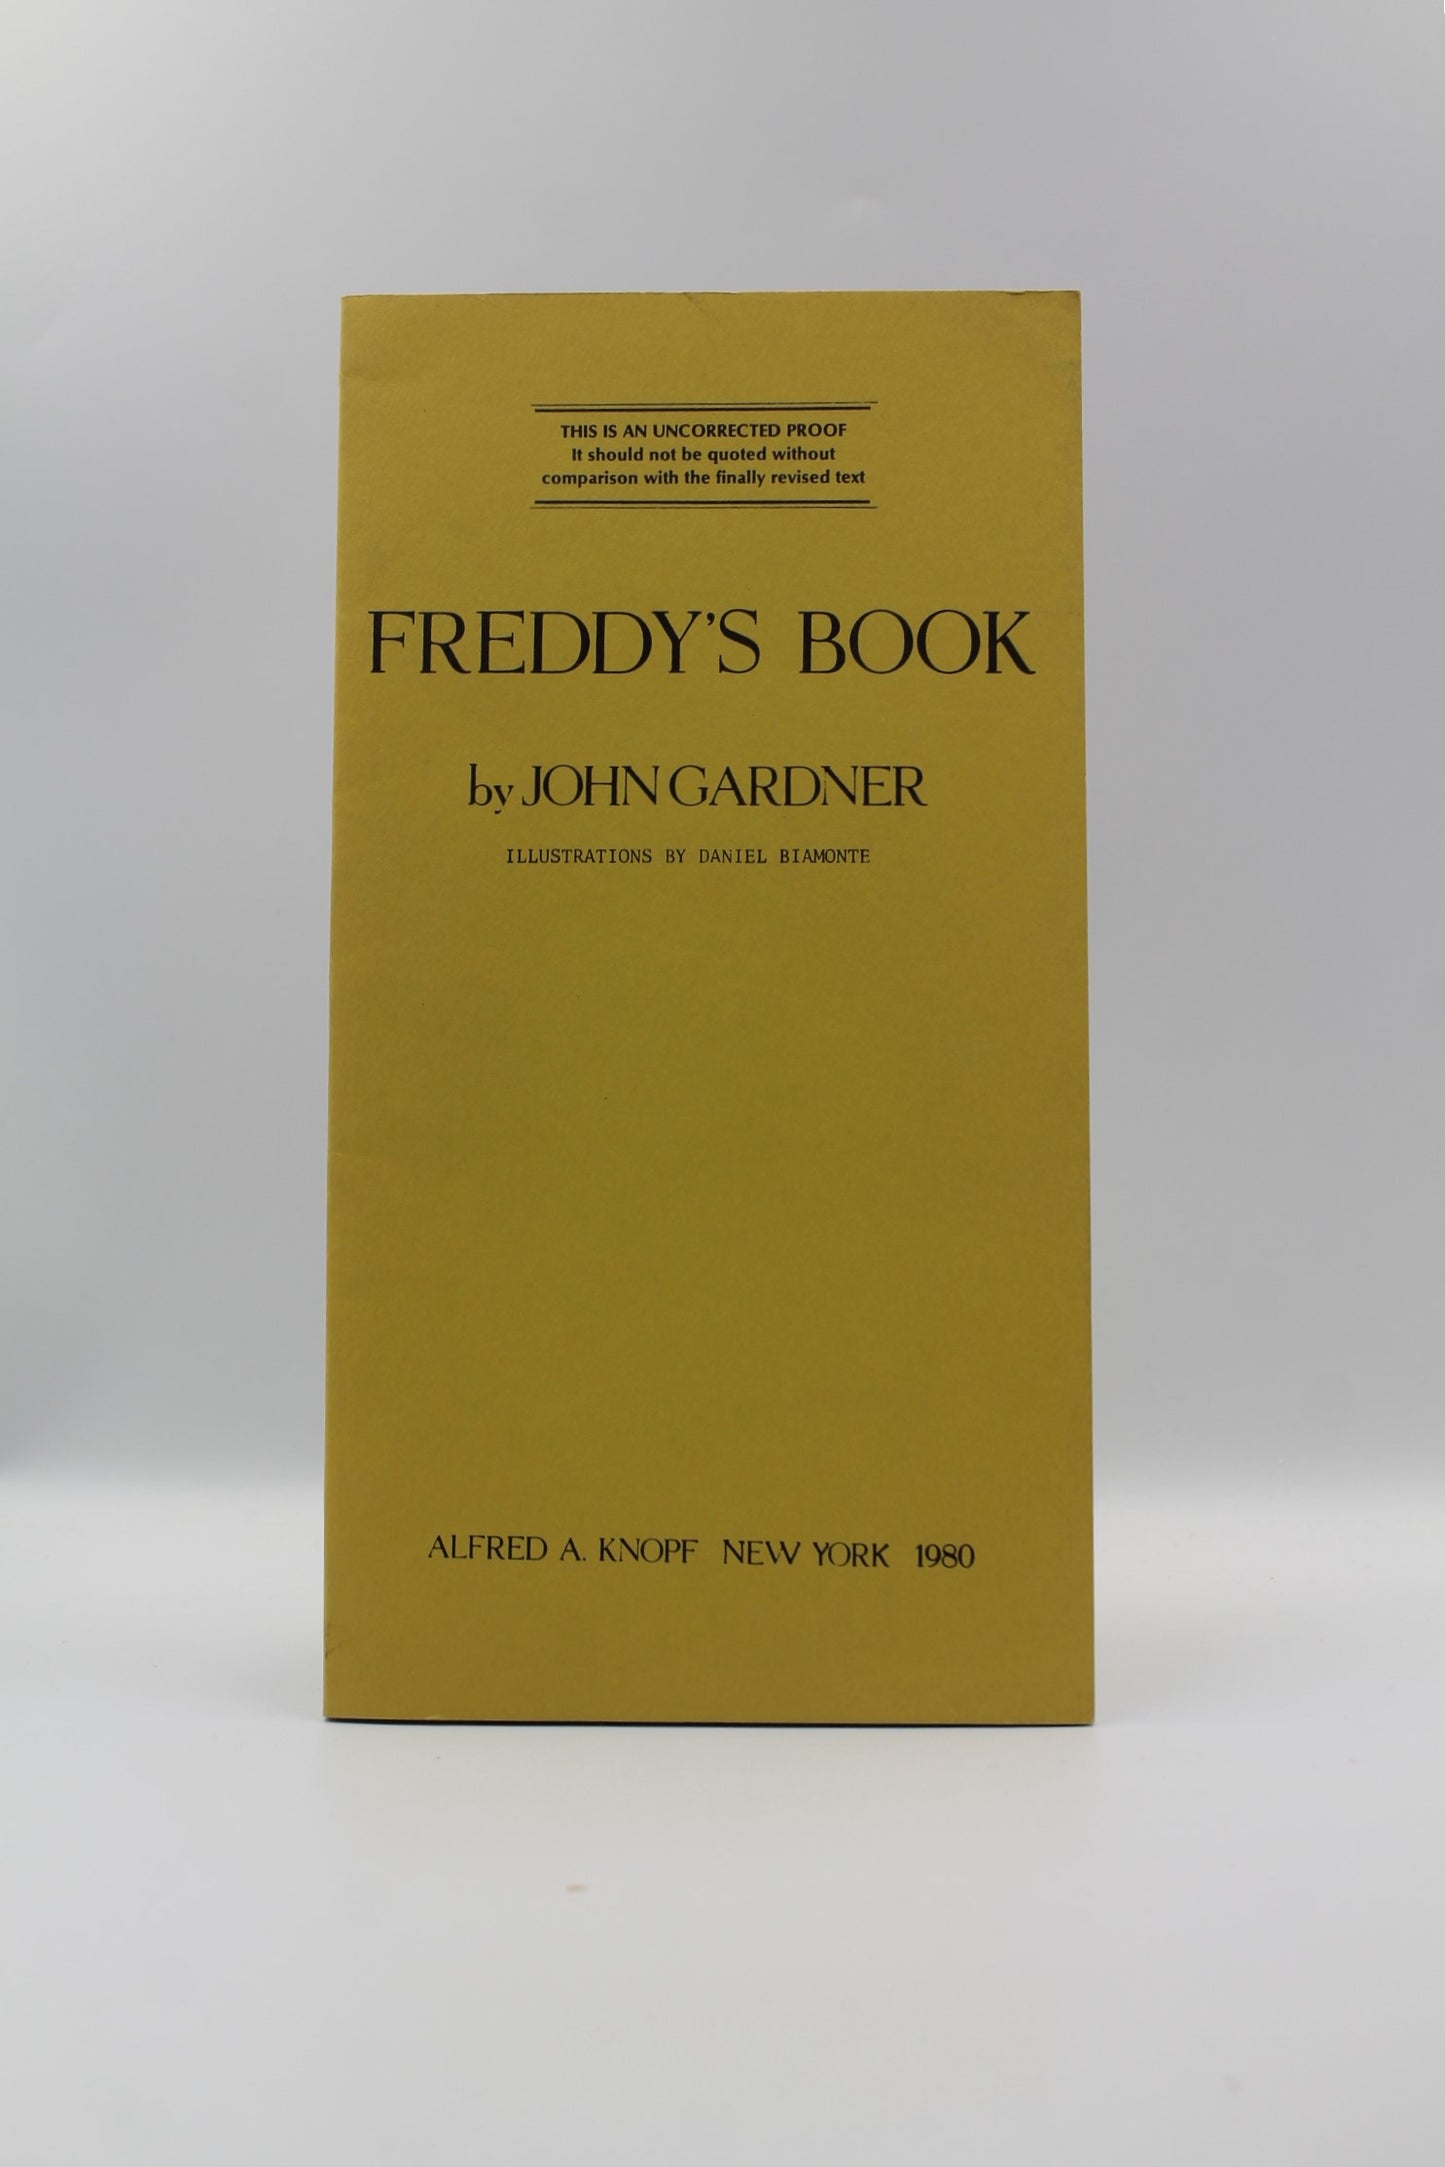 THIS IS AN UNCORRECTED PROOF
It should not be quoted without
comparison with the finally revised text
FREDDY'S BOOK
by JOHN GARDNER
ILLUSTRATIONS BY DANIEL BIAMONTE
ALFRED A. KNOPF NEW YORK 1980